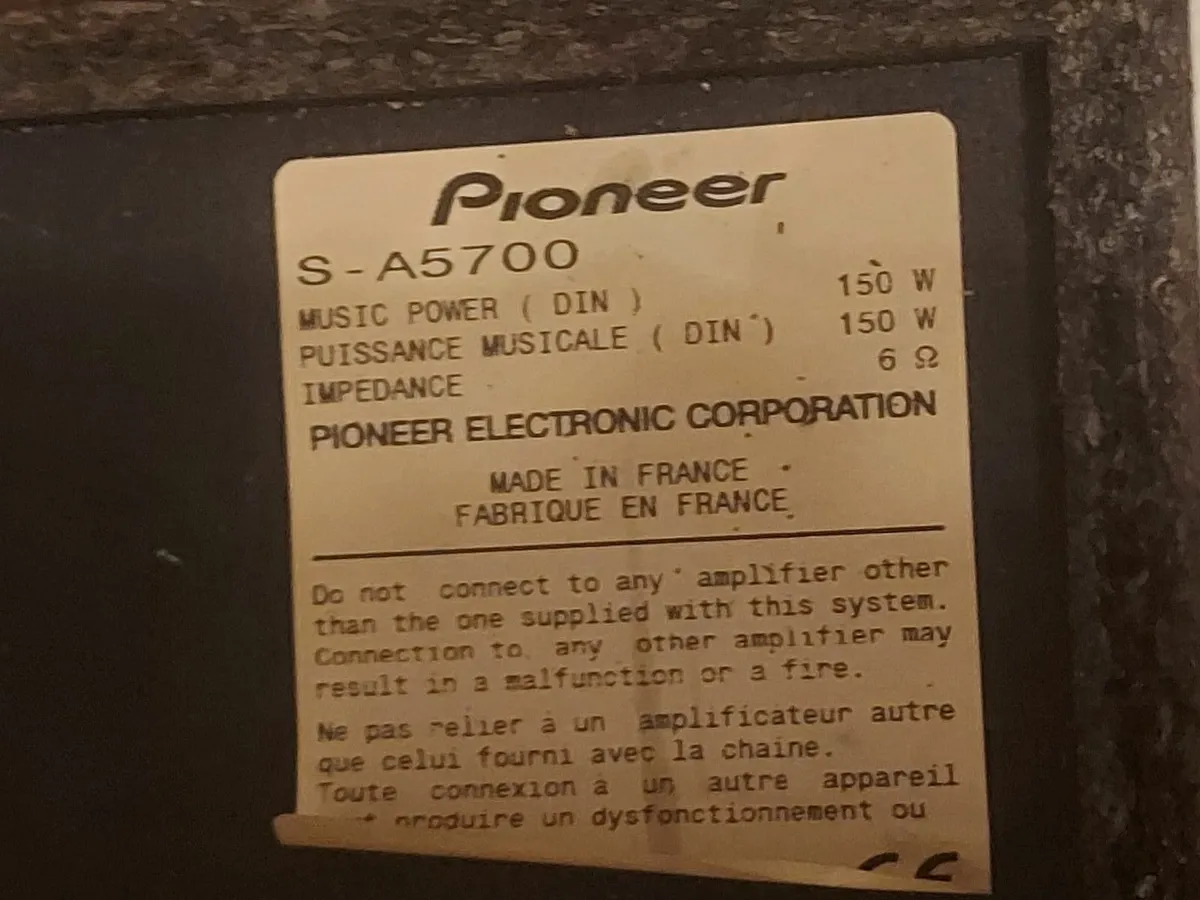 Pioneer
S-A5700
MUSIC POWER ( DIN ) 150 W
PUISSANCE MUSICALE ( DIN ) 150 W
IMPEDANCE 6 Ω
PIONEER ELECTRONIC CORPORATION
MADE IN FRANCE
FABRIQUE EN FRANCE
Do not connect to any amplifier other
than the one supplied with this system.
Connection to any other amplifier may
result in a malfunction or a fire.
Ne pas relier à un amplificateur autre
que celui fourni avec la chaine.
Toute connexion à un autre appareil
produire un dysfonctionnement ou
CE